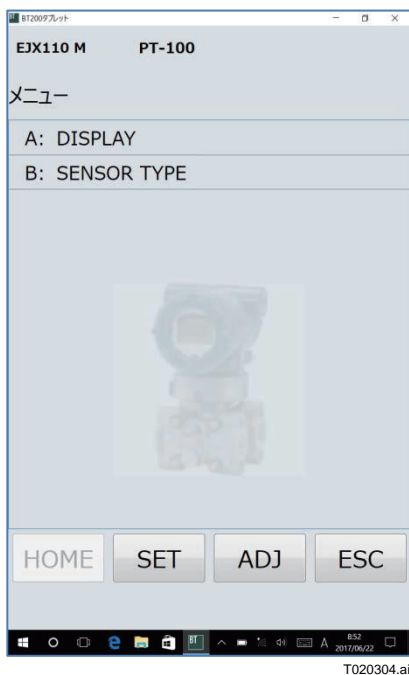 BT200タブレット
EJX110 M PT-100
メニュー
A: DISPLAY
B: SENSOR TYPE
HOME SET ADJ ESC
BT A 8:52
2017/06/22
T020304.ai